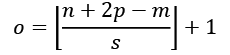 o = ⌊(n + 2p − m)/s⌋ + 1